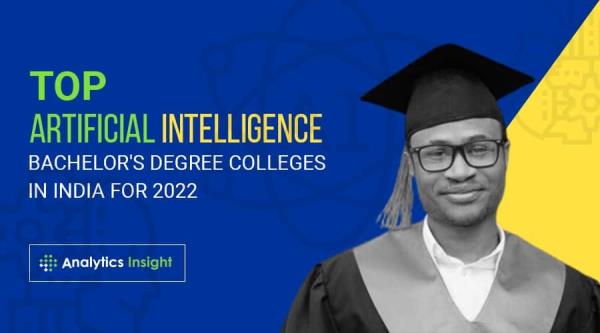 TOP
ARTIFICIAL INTELLIGENCE
BACHELOR'S DEGREE COLLEGES
IN INDIA FOR 2022
Analytics Insight